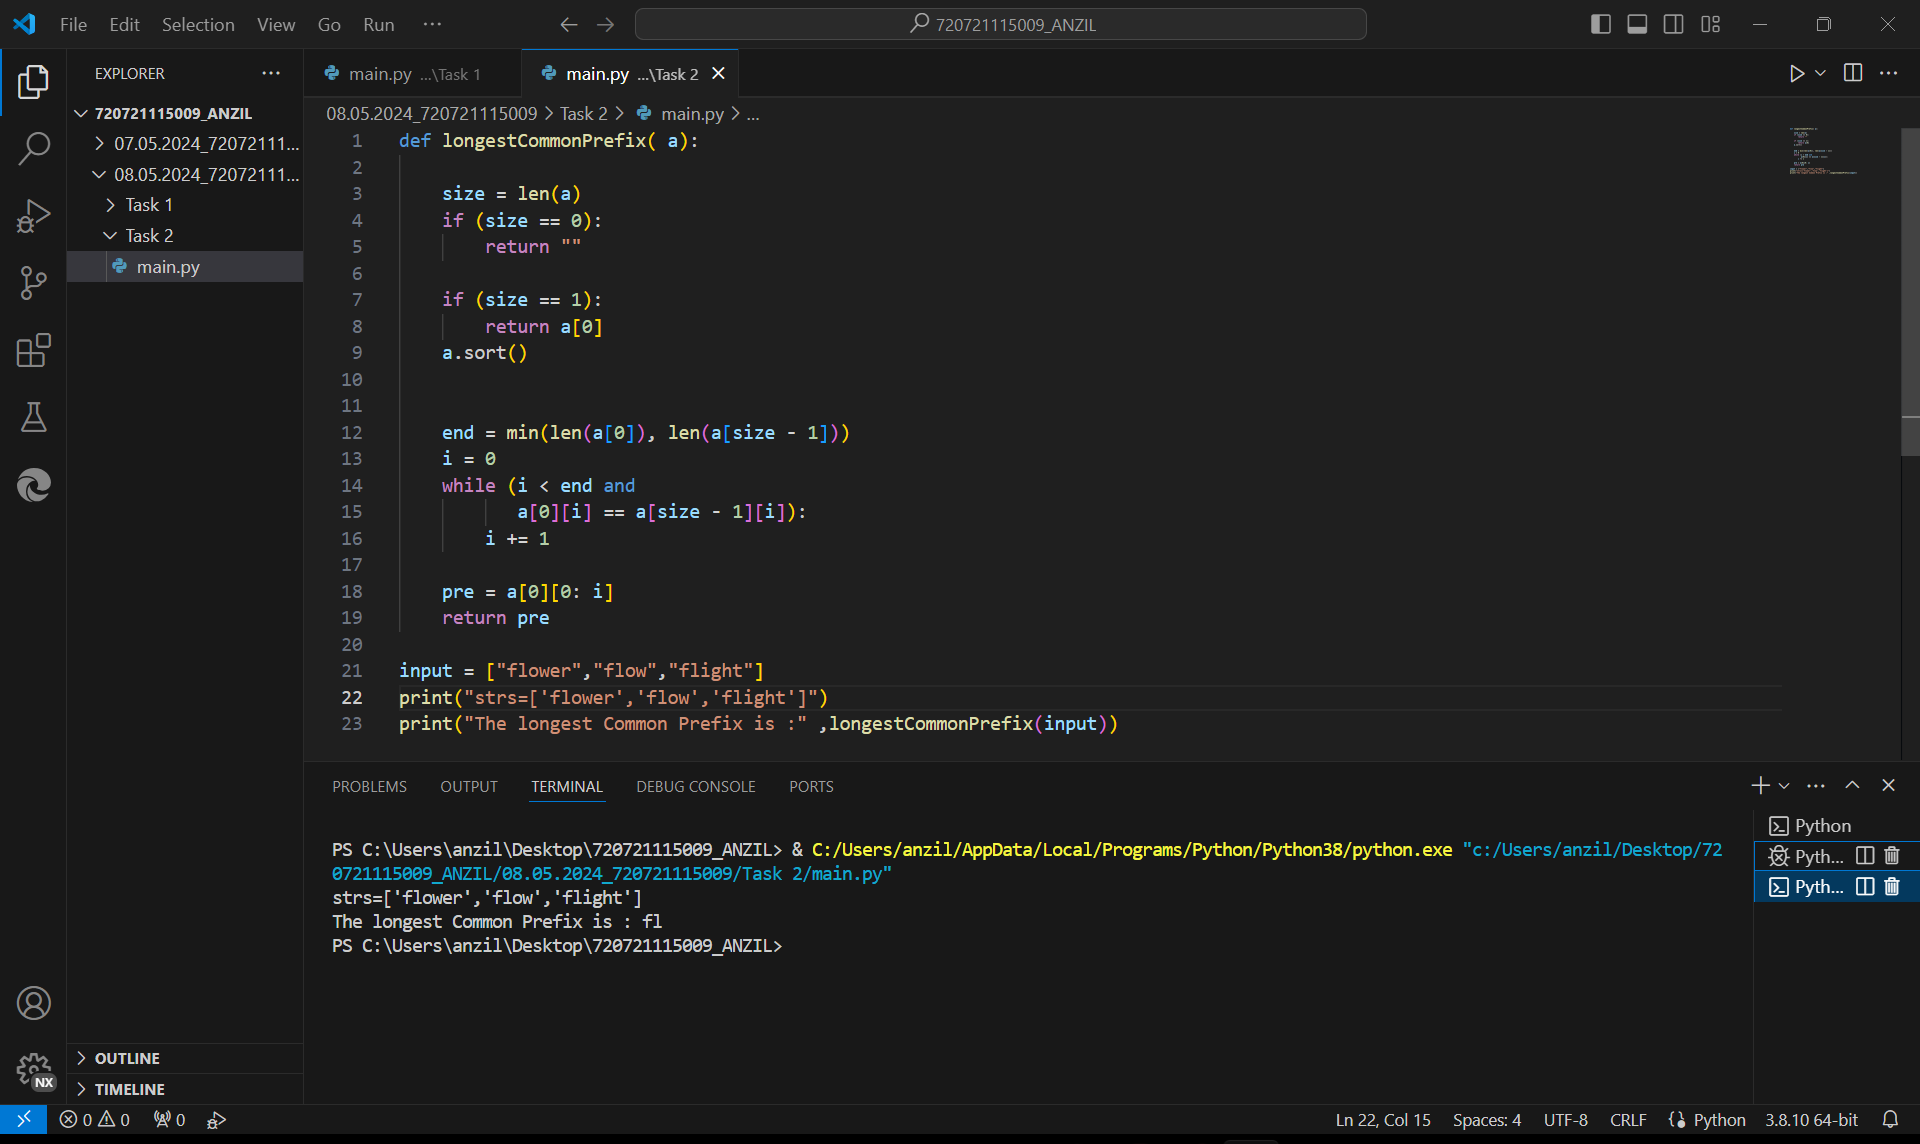 File Edit Selection View Go Run ···
720721115009_ANZIL
EXPLORER ···
720721115009_ANZIL
07.05.2024_72072111...
08.05.2024_72072111...
Task 1
Task 2
main.py
main.py ...\Task 1
main.py ...\Task 2
08.05.2024_720721115009 > Task 2 > main.py > ...
1 def longestCommonPrefix( a):
2
3 size = len(a)
4 if (size == 0):
5 return ""
6
7 if (size == 1):
8 return a[0]
9 a.sort()
10
11
12 end = min(len(a[0]), len(a[size - 1]))
13 i = 0
14 while (i < end and
15 a[0][i] == a[size - 1][i]):
16 i += 1
17
18 pre = a[0][0: i]
19 return pre
20
21 input = ["flower","flow","flight"]
22 print("strs=['flower','flow','flight']")
23 print("The longest Common Prefix is :" ,longestCommonPrefix(input))
PROBLEMS OUTPUT TERMINAL DEBUG CONSOLE PORTS
PS C:\Users\anzil\Desktop\720721115009_ANZIL> & C:/Users/anzil/AppData/Local/Programs/Python/Python38/python.exe "c:/Users/anzil/Desktop/72
0721115009_ANZIL/08.05.2024_720721115009/Task 2/main.py"
strs=['flower','flow','flight']
The longest Common Prefix is : fl
PS C:\Users\anzil\Desktop\720721115009_ANZIL>
Python
Pyth...
Pyth...
OUTLINE
TIMELINE
NX
0 0 0
Ln 22, Col 15 Spaces: 4 UTF-8 CRLF Python 3.8.10 64-bit